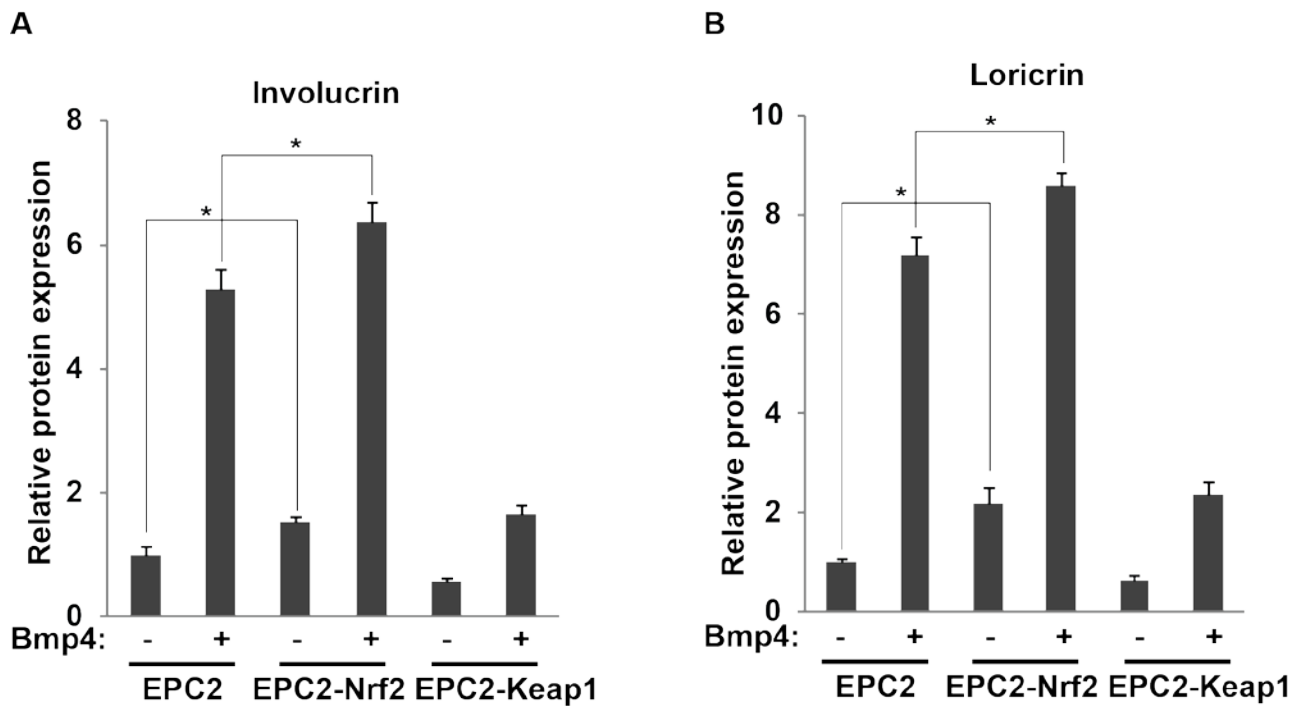 A
Involucrin
Relative protein expression
8
6
4
2
0
*
*
Bmp4: - + - + - +
EPC2 EPC2-Nrf2 EPC2-Keap1
B
Loricrin
Relative protein expression
10
8
6
4
2
0
*
*
Bmp4: - + - + - +
EPC2 EPC2-Nrf2 EPC2-Keap1